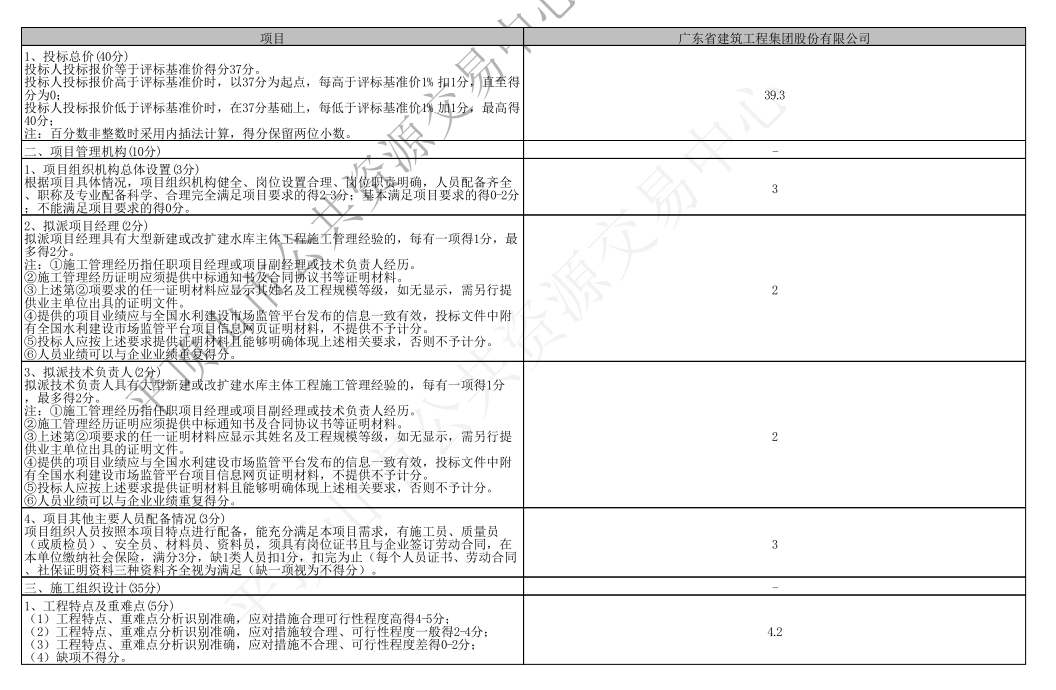 项目
广东省建筑工程集团股份有限公司
1、投标总价(40分)
投标人投标报价等于评标基准价得分37分。
投标人投标报价高于评标基准价时，以37分为起点，每高于评标基准价1% 扣1分，直至得
分为0；
投标人投标报价低于评标基准价时，在37分基础上，每低于评标基准价1% 加1分，最高得
40分；
注：百分数非整数时采用内插法计算，得分保留两位小数。
39.3
二、项目管理机构(10分)
—
1、项目组织机构总体设置(3分)
根据项目具体情况，项目组织机构健全、岗位设置合理、岗位职责明确，人员配备齐全
、职称及专业配备科学、合理完全满足项目要求的得2-3分；基本满足项目要求的得0-2分
；不能满足项目要求的得0分。
3
2、拟派项目经理(2分)
拟派项目经理具有大型新建或改扩建水库主体工程施工管理经验的，每有一项得1分，最
多得2分。
注：①施工管理经历指任职项目经理或项目副经理或技术负责人经历。
②施工管理经历证明应须提供中标通知书及合同协议书等证明材料。
③上述第②项要求的任一证明材料应显示其姓名及工程规模等级，如无显示，需另行提
供业主单位出具的证明文件。
④提供的项目业绩应与全国水利建设市场监管平台发布的信息一致有效，投标文件中附
有全国水利建设市场监管平台项目信息网页证明材料，不提供不予计分。
⑤投标人应按上述要求提供证明材料且能够明确体现上述相关要求，否则不予计分。
⑥人员业绩可以与企业业绩重复得分。
2
3、拟派技术负责人(2分)
拟派技术负责人具有大型新建或改扩建水库主体工程施工管理经验的，每有一项得1分
，最多得2分。
注：①施工管理经历指任职项目经理或项目副经理或技术负责人经历。
②施工管理经历证明应须提供中标通知书及合同协议书等证明材料。
③上述第②项要求的任一证明材料应显示其姓名及工程规模等级，如无显示，需另行提
供业主单位出具的证明文件。
④提供的项目业绩应与全国水利建设市场监管平台发布的信息一致有效，投标文件中附
有全国水利建设市场监管平台项目信息网页证明材料，不提供不予计分。
⑤投标人应按上述要求提供证明材料且能够明确体现上述相关要求，否则不予计分。
⑥人员业绩可以与企业业绩重复得分。
2
4、项目其他主要人员配备情况(3分)
项目组织人员按照本项目特点进行配备，能充分满足本项目需求，有施工员、质量员
（或质检员）、安全员、材料员、资料员，须具有岗位证书且与企业签订劳动合同，在
本单位缴纳社会保险，满分3分，缺1类人员扣1分，扣完为止（每个人员证书、劳动合同
、社保证明资料三种资料齐全视为满足（缺一项视为不得分）。
3
三、施工组织设计(35分)
—
1、工程特点及重难点(5分)
（1）工程特点、重难点分析识别准确，应对措施合理可行性程度高得4-5分；
（2）工程特点、重难点分析识别准确，应对措施较合理、可行性程度一般得2-4分；
（3）工程特点、重难点分析识别准确，应对措施不合理、可行性程度差得0-2分；
（4）缺项不得分。
4.2
平顶山市公共资源交易中心
平顶山市公共资源交易中心